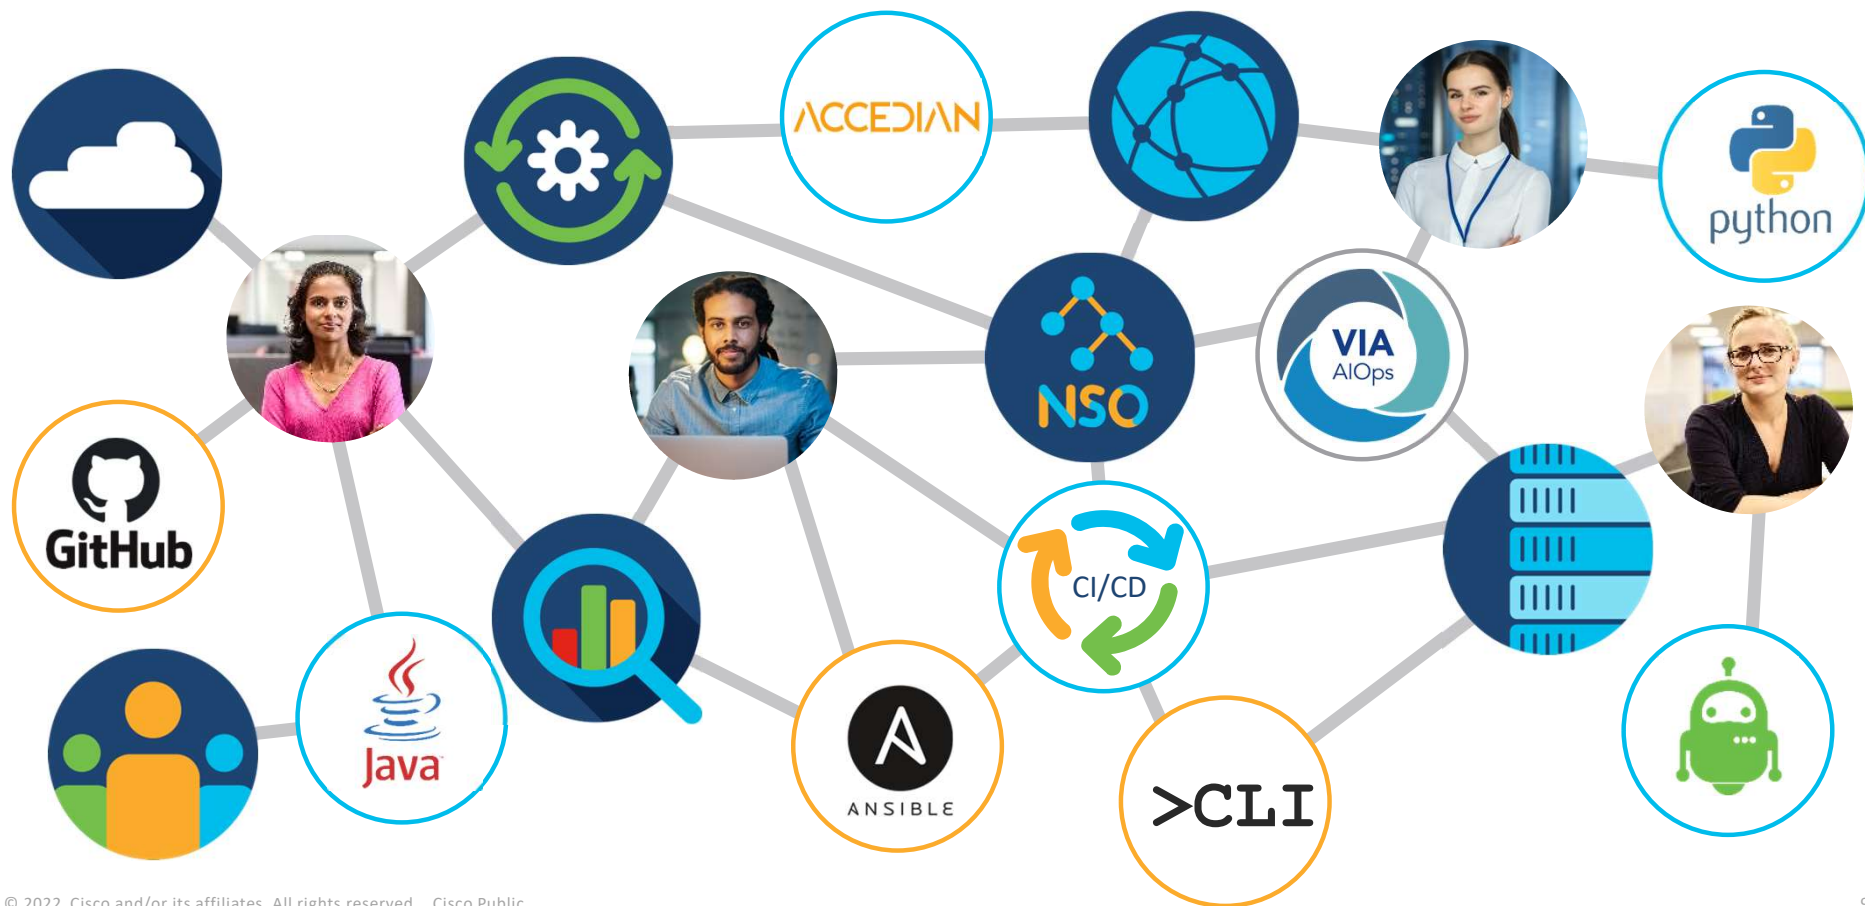 ACCEDIAN
python
NSO
VIA
AIOps
GitHub
CI/CD
Java
ANSIBLE
>CLI
© 2022 Cisco and/or its affiliates. All rights reserved. Cisco Public